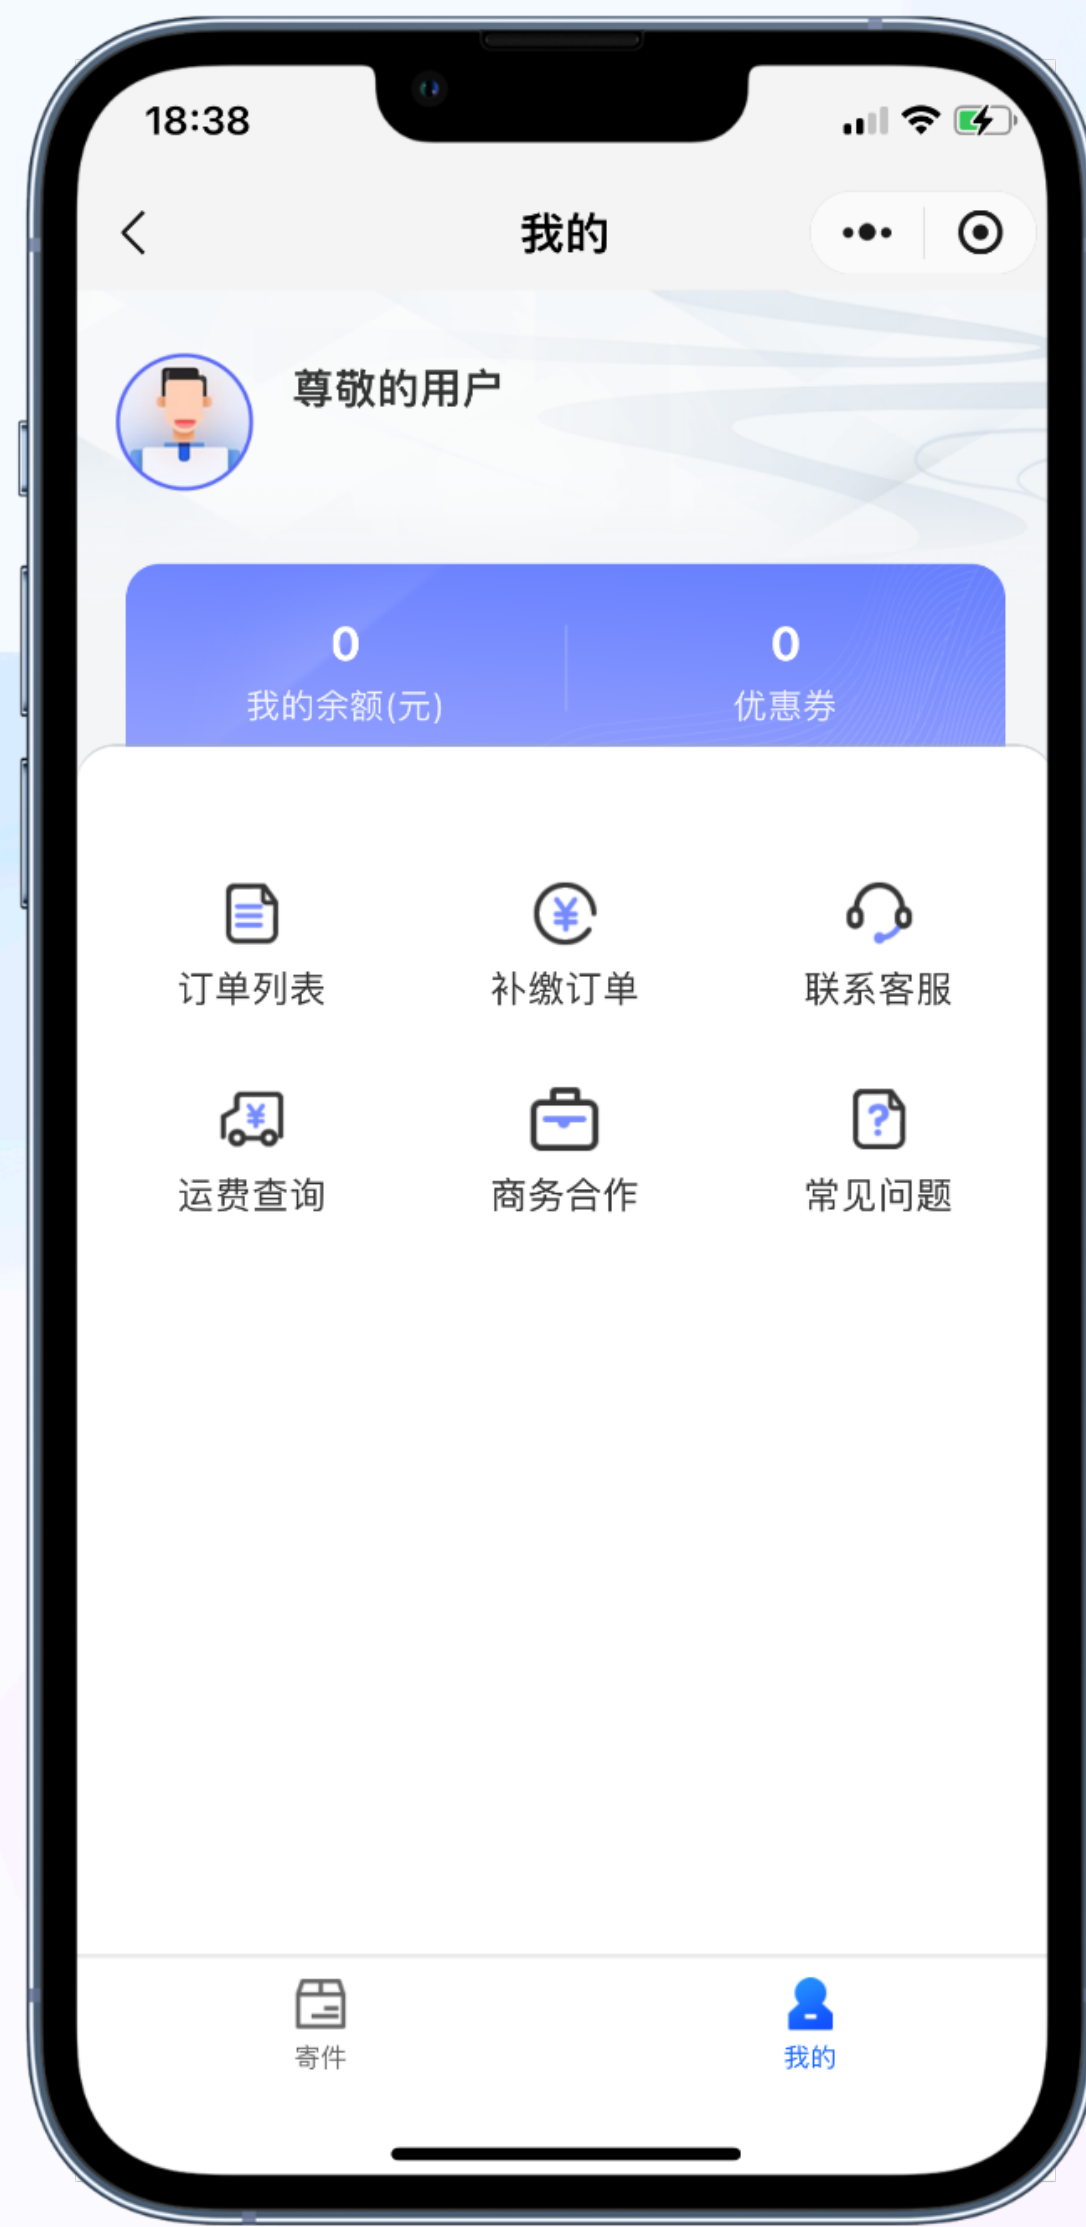 18:38
我的
尊敬的用户
0 0
我的余额(元) 优惠券
订单列表 补缴订单 联系客服
运费查询 商务合作 常见问题
寄件 我的